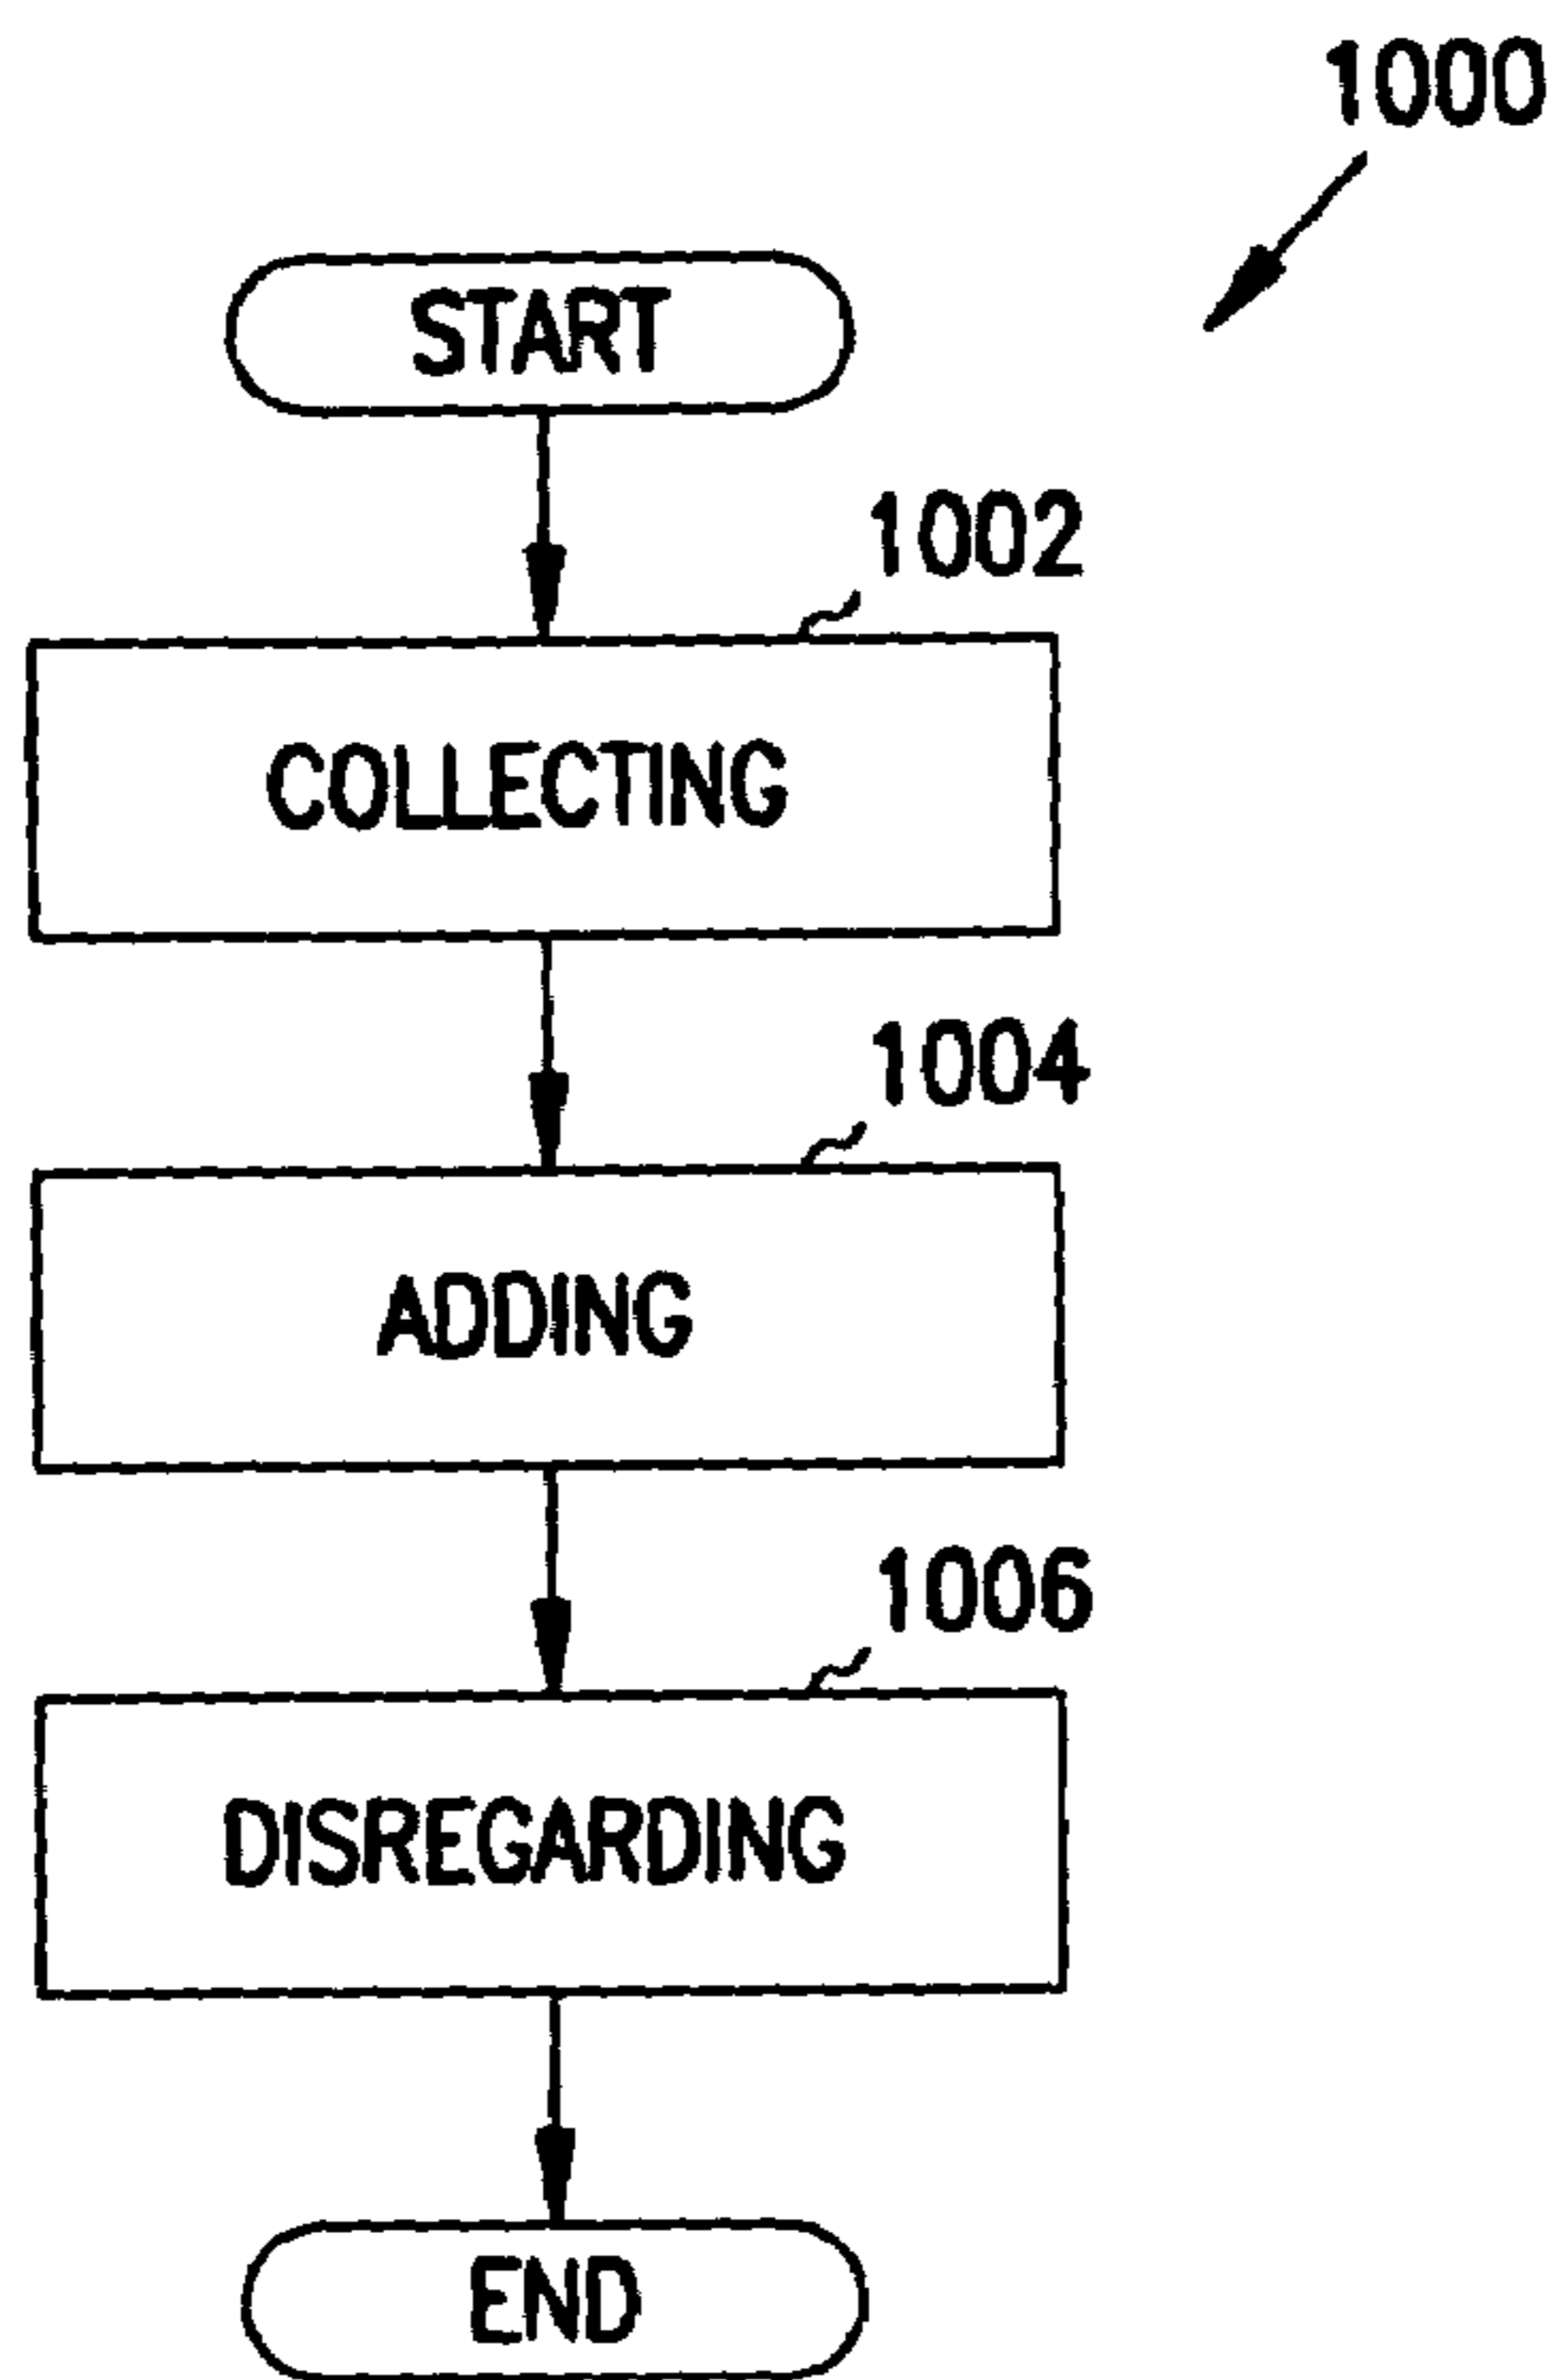 1000
START
1002
COLLECTING
1004
ADDING
1006
DISREGARDING
END